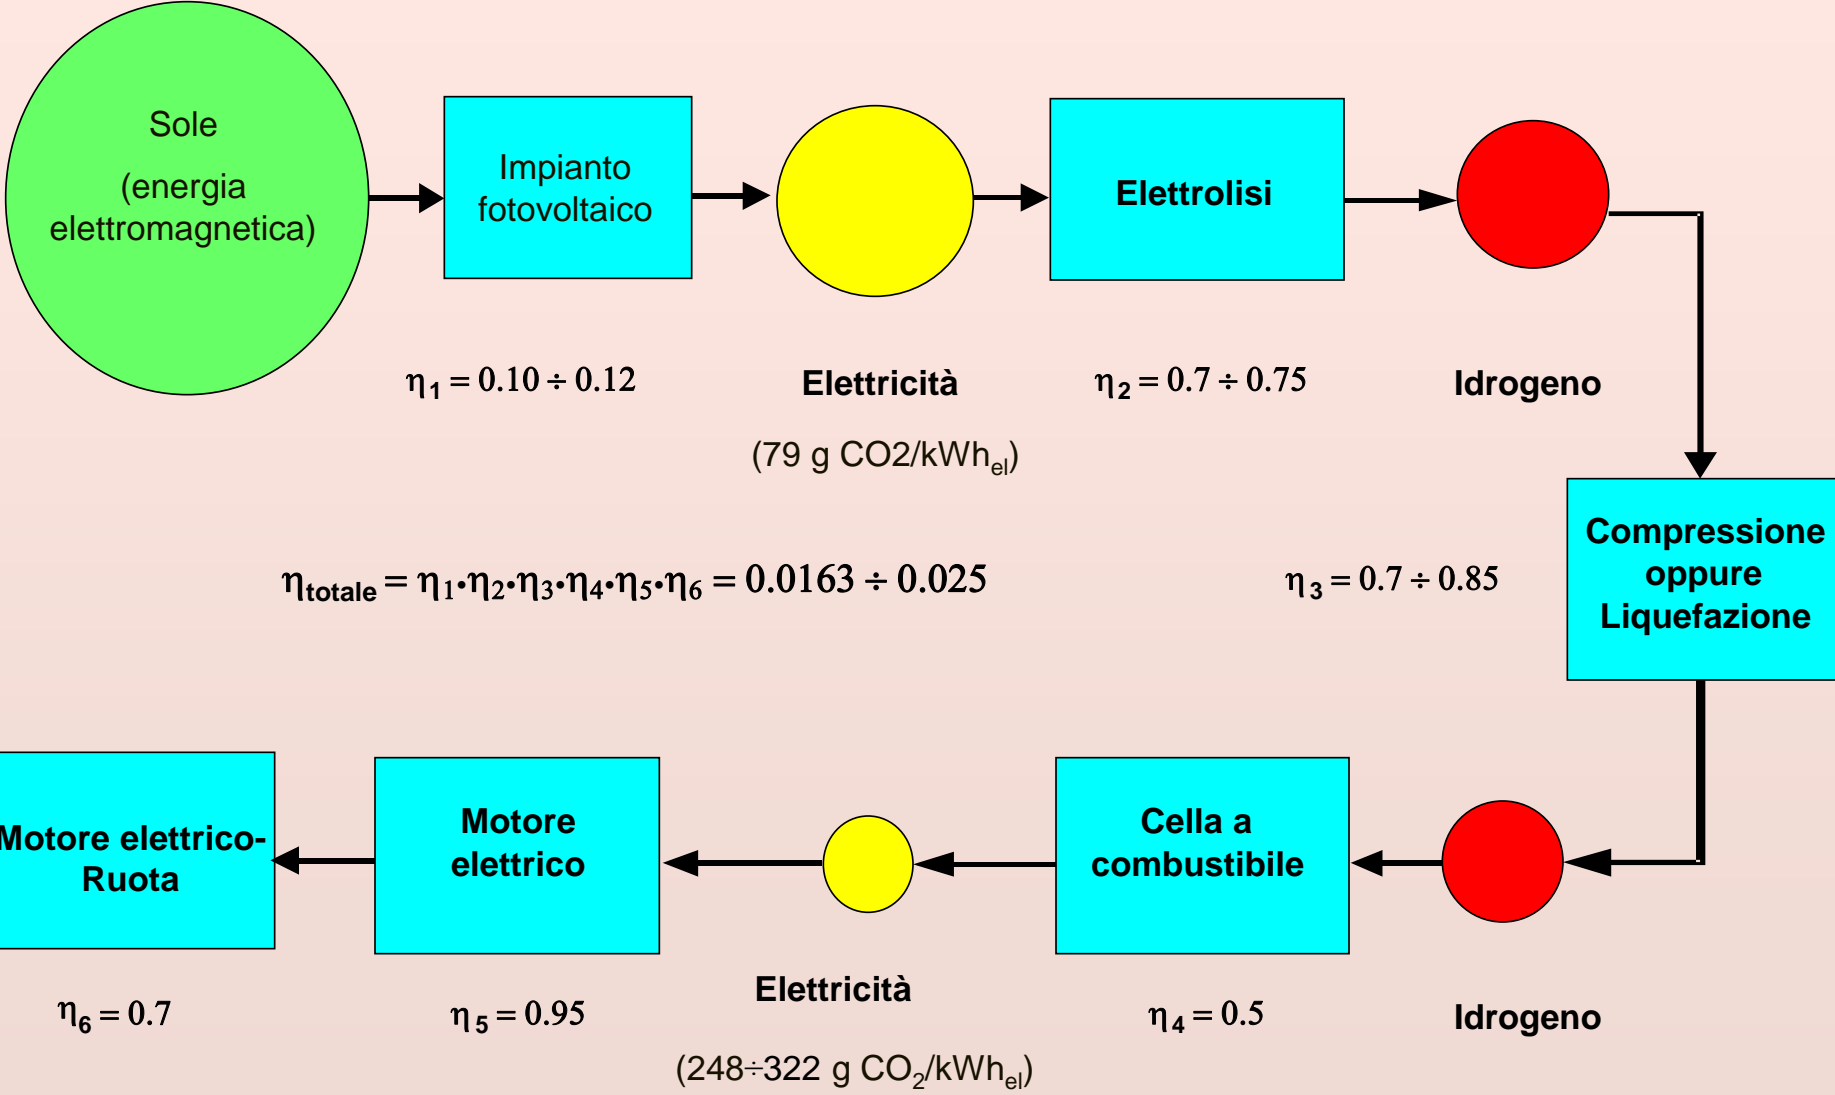 Sole
(energia
elettromagnetica)
Impianto
fotovoltaico
Elettrolisi
η1 = 0.10 ÷ 0.12
Elettricità
(79 g CO2/kWhel)
η2 = 0.7 ÷ 0.75
Idrogeno
Compressione
oppure
Liquefazione
η3 = 0.7 ÷ 0.85
ηtotale = η1•η2•η3•η4•η5•η6 = 0.0163 ÷ 0.025
Motore elettrico-
Ruota
Motore
elettrico
Cella a
combustibile
η6 = 0.7
η5 = 0.95
Elettricità
(248÷322 g CO2/kWhel)
η4 = 0.5
Idrogeno